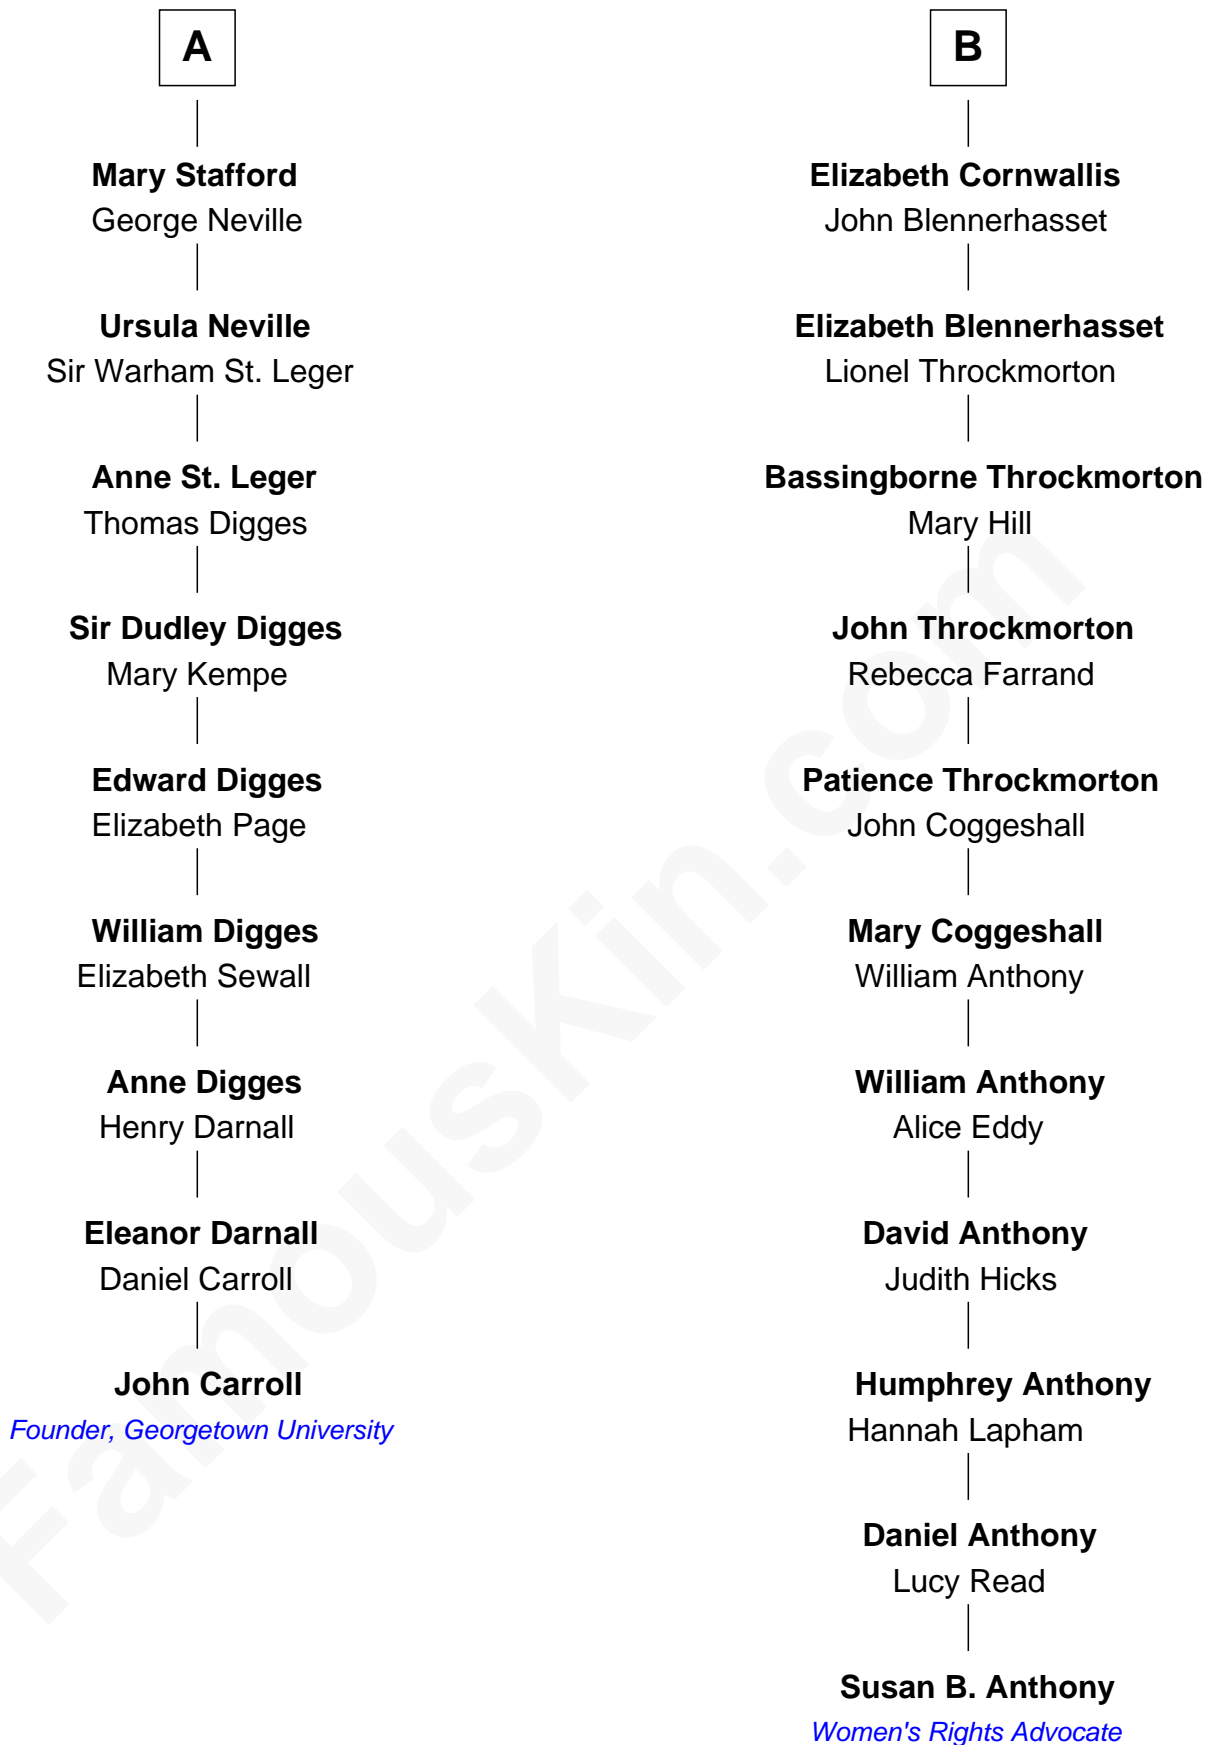 A
Mary Stafford
George Neville
Ursula Neville
Sir Warham St. Leger
Anne St. Leger
Thomas Digges
Sir Dudley Digges
Mary Kempe
Edward Digges
Elizabeth Page
William Digges
Elizabeth Sewall
Anne Digges
Henry Darnall
Eleanor Darnall
Daniel Carroll
John Carroll
Founder, Georgetown University
B
Elizabeth Cornwallis
John Blennerhasset
Elizabeth Blennerhasset
Lionel Throckmorton
Bassingborne Throckmorton
Mary Hill
John Throckmorton
Rebecca Farrand
Patience Throckmorton
John Coggeshall
Mary Coggeshall
William Anthony
William Anthony
Alice Eddy
David Anthony
Judith Hicks
Humphrey Anthony
Hannah Lapham
Daniel Anthony
Lucy Read
Susan B. Anthony
Women's Rights Advocate
FamousKin.com